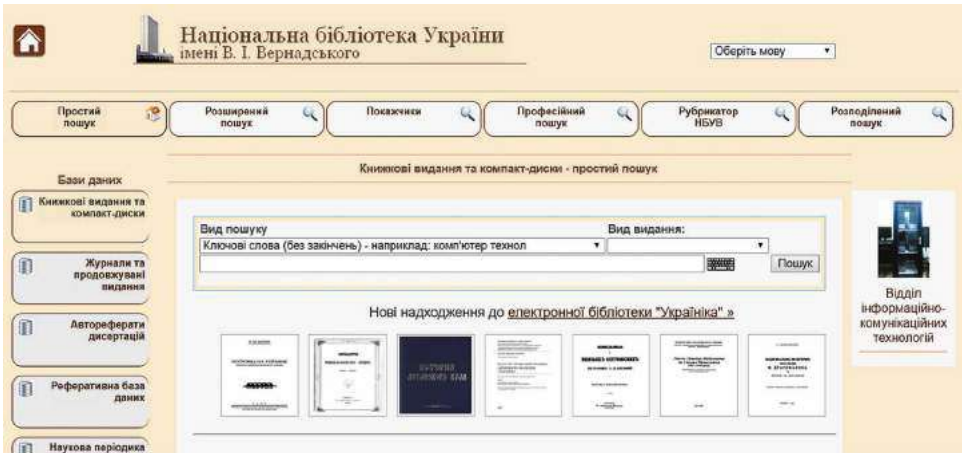 Національна бібліотека України
імені В. І. Вернадського
Оберіть мову
Простий
пошук
Розширений
пошук
Покажчики
Професійний
пошук
Рубрикатор
НБУВ
Розподілений
пошук
Бази даних
Книжкові видання та
компакт-диски
Журнали та
продовжувані
видання
Автореферати
дисертацій
Реферативна база
даних
Наукова періодика
Книжкові видання та компакт-диски - простий пошук
Вид пошуку
Вид видання:
Ключові слова (без закінчень) - наприклад: комп'ютер технол
Пошук
Нові надходження до електронної бібліотеки "Україніка" »
Відділ
інформаційно-
комунікаційних
технологій